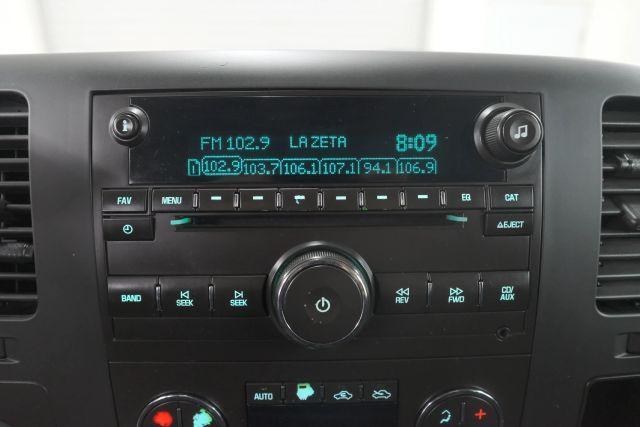 FM 102.9 LA ZETA 8:09
1 102.9 103.7 106.1 107.1 94.1 106.9
FAV MENU EQ CAT
EJECT
BAND SEEK SEEK REV FWD CD/
AUX
AUTO